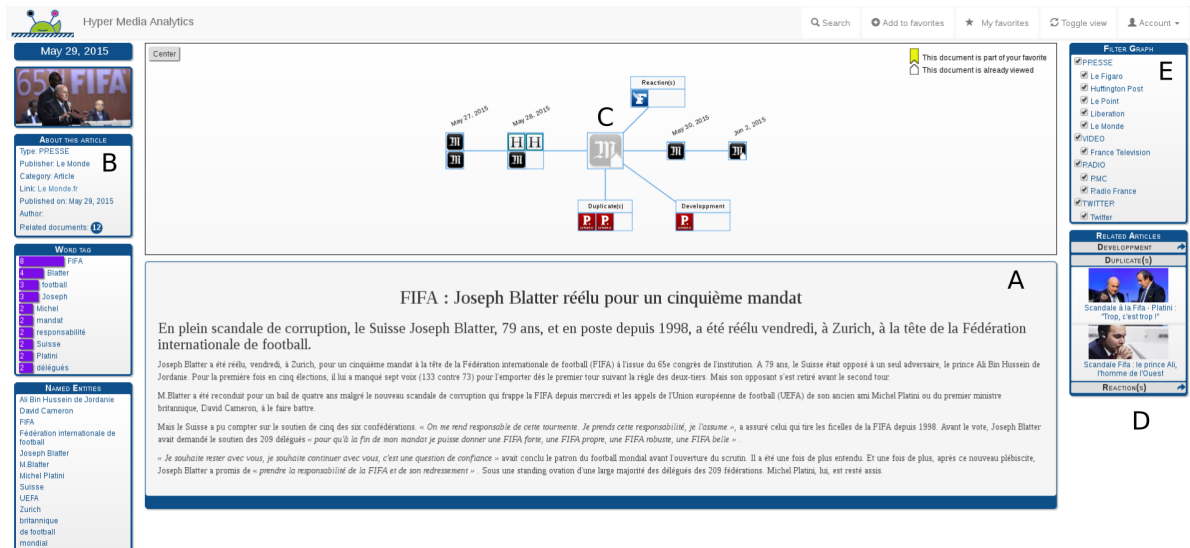 Hyper Media Analytics
Search
Add to favorites
My favorites
Toggle view
Account
May 29, 2015
65 FIFA
About this article
Type: PRESSE
Publisher: Le Monde
Category: Article
Link: Le Monde.fr
Published on: May 29, 2015
Author:
Related documents: 12
B
Word tag
8 FIFA
4 Blatter
3 football
3 Joseph
2 Michel
2 mandat
2 responsabilité
2 Suisse
2 Platini
2 délégués
Named Entities
Ali Bin Hussein de Jordanie
David Cameron
FIFA
Fédération internationale de
football
Joseph Blatter
M.Blatter
Michel Platini
Suisse
UEFA
Zurich
britannique
de football
mondial
Center
This document is part of your favorite
This document is already viewed
Reaction(s)
C
May 27, 2015
May 28, 2015
May 30, 2015
Jun 2, 2015
Duplicate(s)
Developpment
A
FIFA : Joseph Blatter réélu pour un cinquième mandat
En plein scandale de corruption, le Suisse Joseph Blatter, 79 ans, et en poste depuis 1998, a été réélu vendredi, à Zurich, à la tête de la Fédération
internationale de football.
Joseph Blatter a été réélu, vendredi, à Zurich, pour un cinquième mandat à la tête de la Fédération internationale de football (FIFA) à l'issue du 65e congrès de l'institution. A 79 ans, le Suisse était opposé à un seul adversaire, le prince Ali Bin Hussein de
Jordanie. Pour la première fois en cinq élections, il lui a manqué sept voix (133 contre 73) pour l'emporter dès le premier tour suivant la règle des deux-tiers. Mais son opposant s'est retiré avant le second tour.
M.Blatter a été reconduit pour un bail de quatre ans malgré le nouveau scandale de corruption qui frappe la FIFA depuis mercredi et les appels de l'Union européenne de football (UEFA) de son ancien ami Michel Platini ou du premier ministre
britannique, David Cameron, à le faire battre.
Mais le Suisse a pu compter sur le soutien de cinq des six confédérations. « On me rend responsable de cette tourmente. Je prends cette responsabilité, je l'assume », a assuré celui qui tire les ficelles de la FIFA depuis 1998. Avant le vote, Joseph Blatter
avait demandé le soutien des 209 délégués « pour qu'à la fin de mon mandat je puisse donner une FIFA forte, une FIFA propre, une FIFA robuste, une FIFA belle » .
« Je souhaite rester avec vous, je souhaite continuer avec vous, c'est une question de confiance » avait conclu le patron du football mondial avant l'ouverture du scrutin. Il a été une fois de plus entendu. Et une fois de plus, après ce nouveau plébiscite,
Joseph Blatter a promis de « prendre la responsabilité de la FIFA et de son redressement » . Sous une standing ovation d'une large majorité des délégués des 209 fédérations. Michel Platini, lui, est resté assis.
Filter Graph
E
PRESSE
Le Figaro
Huffington Post
Le Point
Liberation
Le Monde
VIDEO
France Television
RADIO
RMC
Radio France
TWITTER
Twitter
Related Articles
Developpment
Duplicate(s)
Scandale à la Fifa - Platini :
"Trop, c'est trop !"
Scandale Fifa : le prince Ali,
l'homme de l'Ouest
Reaction(s)
D